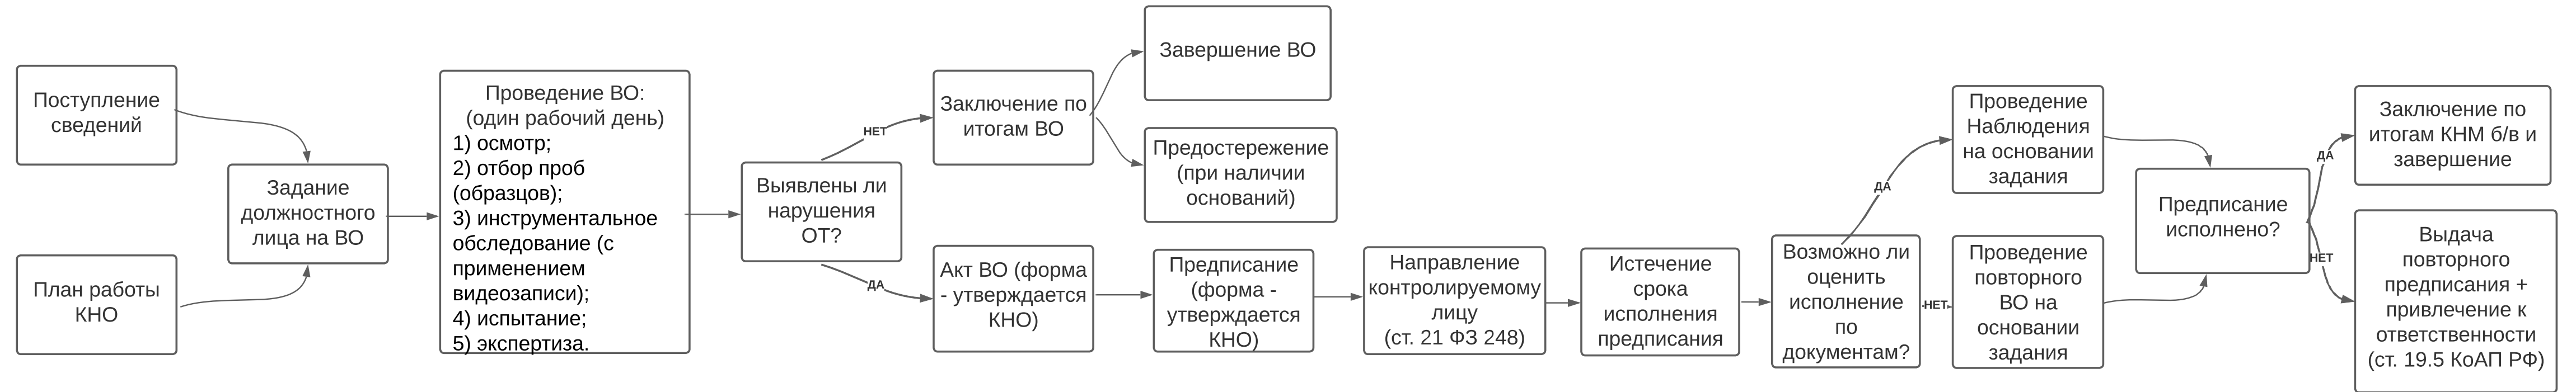 Поступление
сведений
План работы
КНО
Задание
должностного
лица на ВО
Проведение ВО:
(один рабочий день)
1) осмотр;
2) отбор проб
(образцов);
3) инструментальное
обследование (с
применением
видеозаписи);
4) испытание;
5) экспертиза.
Выявлены ли
нарушения
ОТ?
НЕТ
ДА
Заключение по
итогам ВО
Завершение ВО
Предостережение
(при наличии
оснований)
Акт ВО (форма
- утверждается
КНО)
Предписание
(форма -
утверждается
КНО)
Направление
контролируемому
лицу
(ст. 21 ФЗ 248)
Истечение
срока
исполнения
предписания
Возможно ли
оценить
исполнение
по
документам?
ДА
НЕТ
Проведение
Наблюдения
на основании
задания
Проведение
повторного
ВО на
основании
задания
Предписание
исполнено?
ДА
НЕТ
Заключение по
итогам КНМ б/в и
завершение
Выдача
повторного
предписания +
привлечение к
ответственности
(ст. 19.5 КоАП РФ)